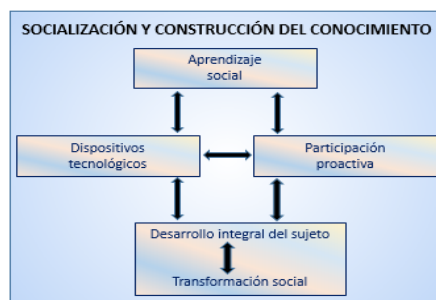 SOCIALIZACIÓN Y CONSTRUCCIÓN DEL CONOCIMIENTO
Aprendizaje
social
Dispositivos
tecnológicos
Participación
proactiva
Desarrollo integral del sujeto
Transformación social